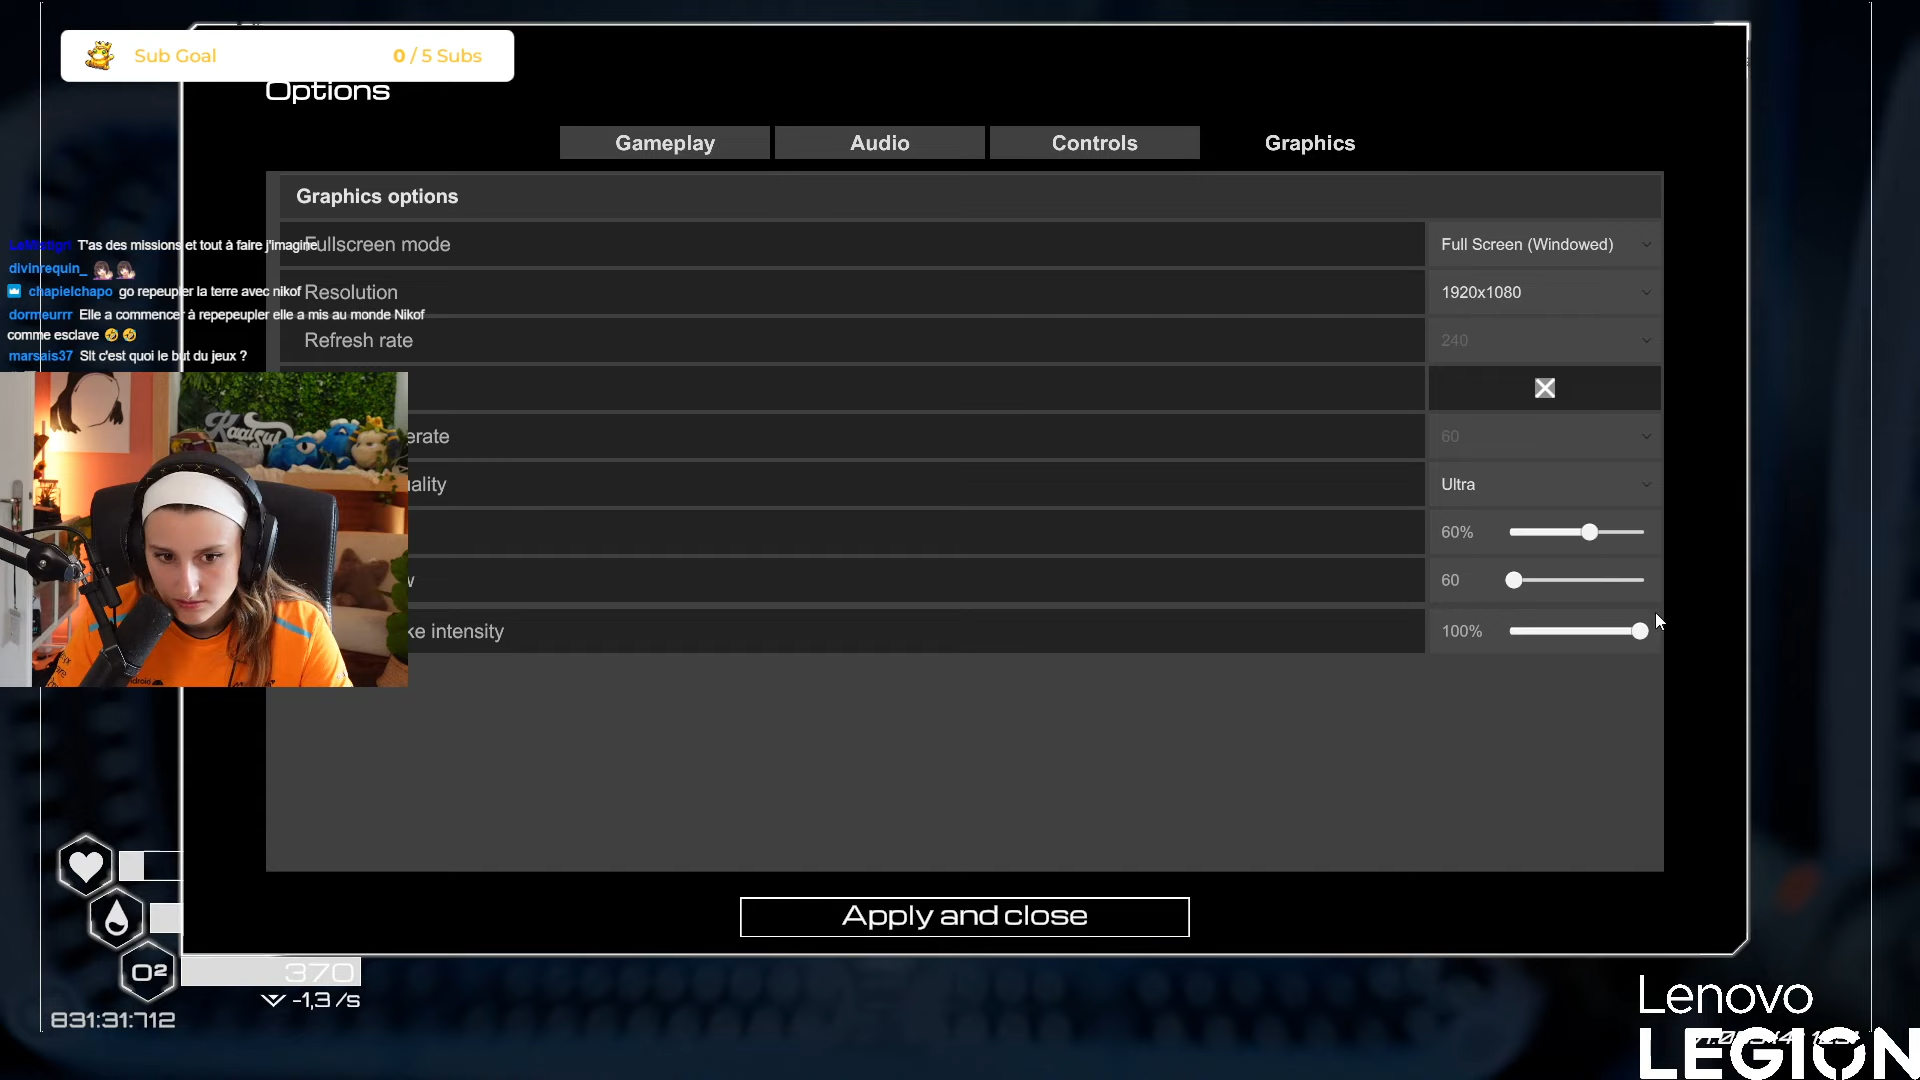 Sub Goal 0 / 5 Subs
Options
Gameplay Audio Controls Graphics
Graphics options
Fullscreen mode Full Screen (Windowed)
Resolution 1920x1080
Refresh rate 240
erate 60
ality Ultra
60%
60
ke intensity 100%
Apply and close
T'as des missions et tout à faire j'imagine
divinrequin_
chapielchapo go repeupler la terre avec nikof
dormeurrr Elle a commencer à repepeupler elle a mis au monde Nikof
comme esclave
marsais37 Slt c'est quoi le but du jeux ?
Kaatsup
O²
370
-1,3 /s
831:31:712
Lenovo
LEGION